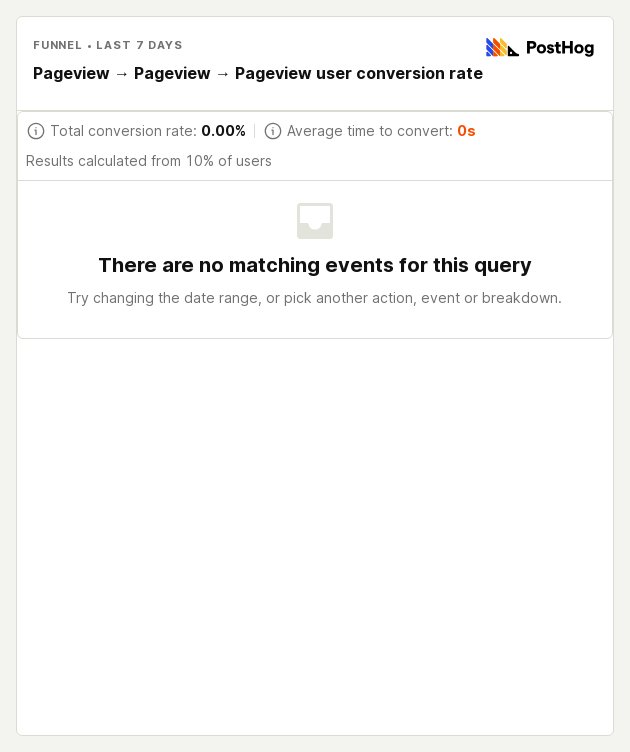 FUNNEL • LAST 7 DAYS
PostHog
Pageview → Pageview → Pageview user conversion rate
Total conversion rate: 0.00% Average time to convert: 0s
Results calculated from 10% of users
There are no matching events for this query
Try changing the date range, or pick another action, event or breakdown.